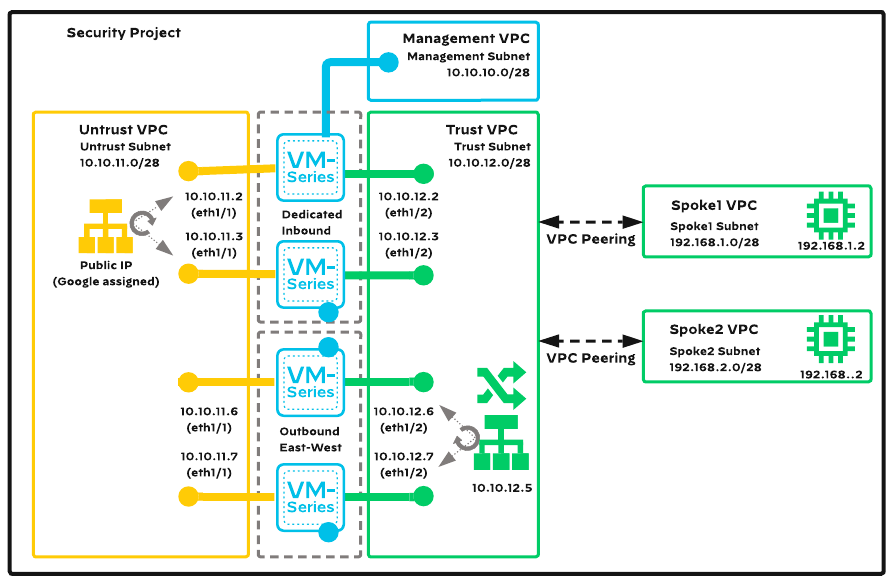 Security Project
Management VPC
Management Subnet
10.10.10.0/28
Untrust VPC
Untrust Subnet
10.10.11.0/28
Trust VPC
Trust Subnet
10.10.12.0/28
VM-
Series
10.10.11.2
(eth1/1)
Dedicated
Inbound
10.10.12.2
(eth1/2)
10.10.11.3
(eth1/1)
10.10.12.3
(eth1/2)
Public IP
(Google assigned)
VM-
Series
VPC Peering
Spoke1 VPC
Spoke1 Subnet
192.168.1.0/28
192.168.1.2
VM-
Series
VPC Peering
Spoke2 VPC
Spoke2 Subnet
192.168.2.0/28
192.168..2
10.10.11.6
(eth1/1)
Outbound
East-West
10.10.12.6
(eth1/2)
10.10.11.7
(eth1/1)
10.10.12.7
(eth1/2)
VM-
Series
10.10.12.5